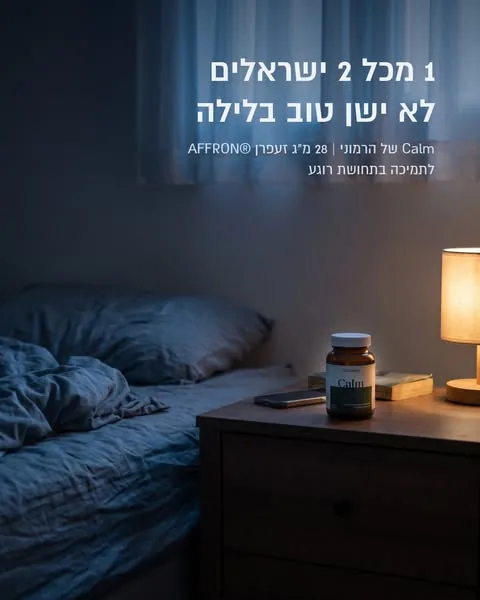 1 מכל 2 ישראלים
לא ישן טוב בלילה
Calm של הרמוני | 28 מ"ג זעפרן AFFRON®
לתמיכה בתחושת רוגע
Calm